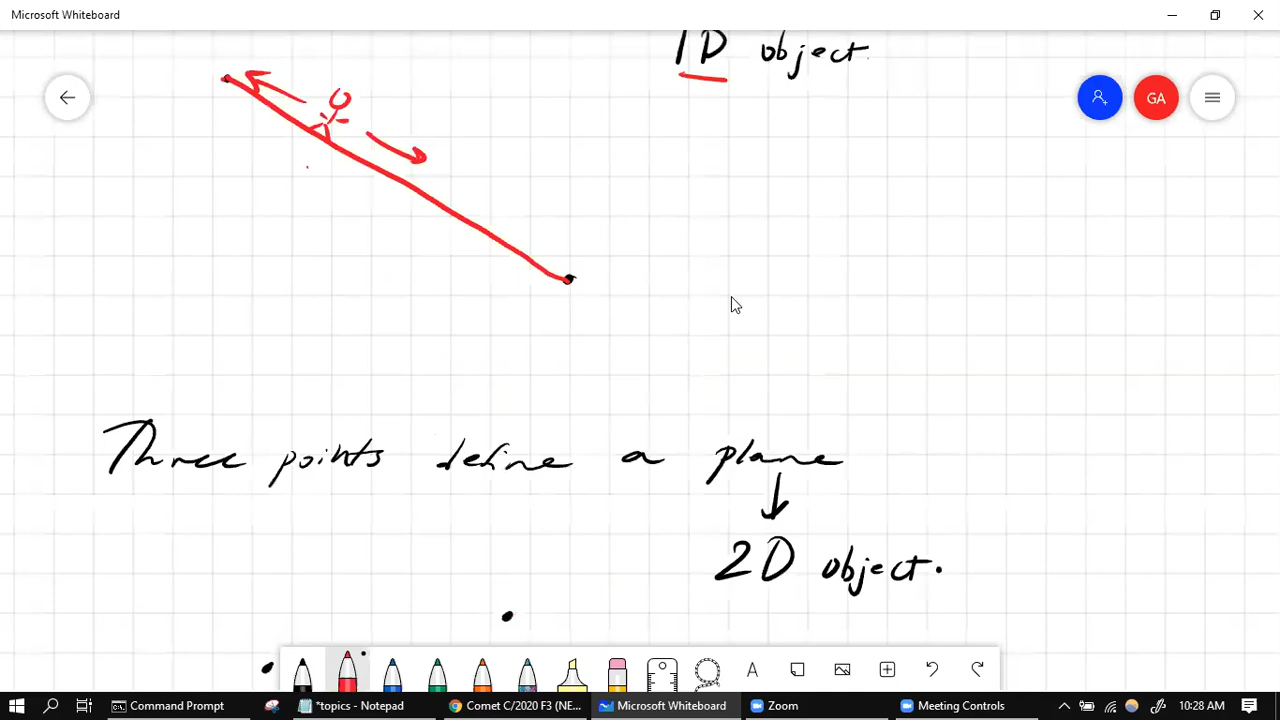 Microsoft Whiteboard
1D object.
GA
Three points define a plane
2D object.
A
Command Prompt
*topics - Notepad
Comet C/2020 F3 (NE...
Microsoft Whiteboard
Zoom
Meeting Controls
10:28 AM